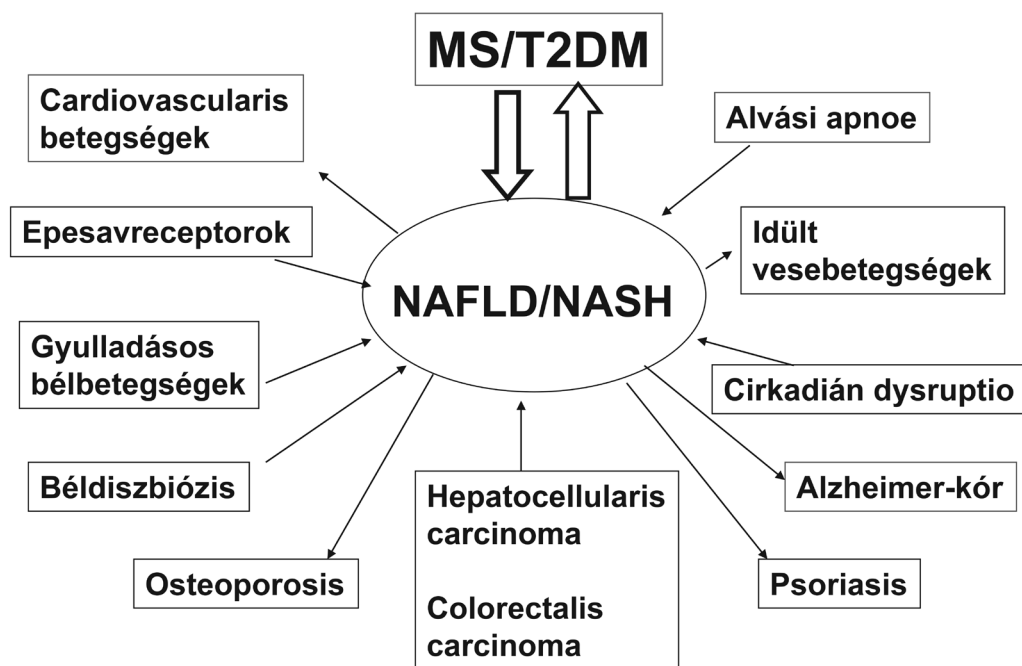 MS/T2DM
Cardiovascularis
betegségek
Alvási apnoe
Epesavreceptorok
Idült
vesebetegségek
NAFLD/NASH
Gyulladásos
bélbetegségek
Cirkadián dysruptio
Béldiszbiózis
Hepatocellularis
carcinoma
Colorectalis
carcinoma
Alzheimer-kór
Osteoporosis
Psoriasis